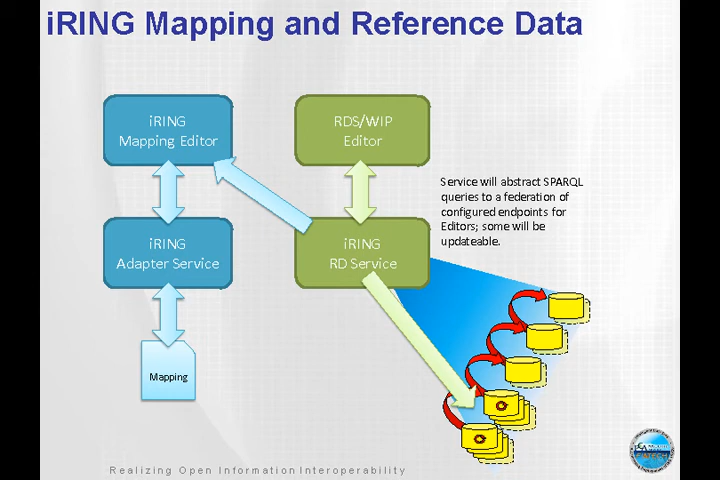 iRING Mapping and Reference Data
iRING
Mapping Editor
RDS/WIP
Editor
Service will abstract SPARQL
queries to a federation of
configured endpoints for
Editors; some will be
updateable.
iRING
Adapter Service
iRING
RD Service
Mapping
Realizing Open Information Interoperability